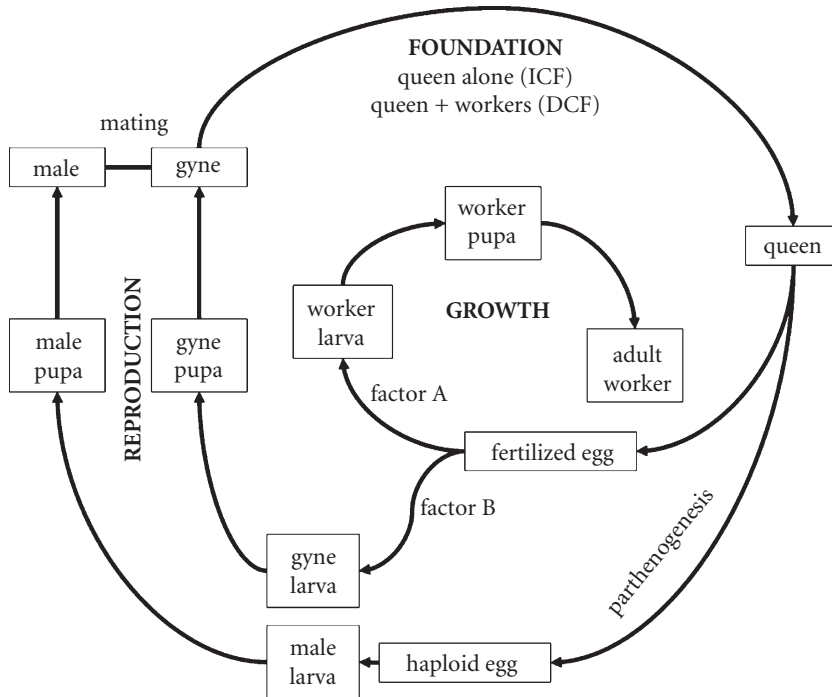 FOUNDATION
queen alone (ICF)
queen + workers (DCF)
mating
male
gyne
worker
pupa
queen
worker
larva
GROWTH
REPRODUCTION
male
pupa
gyne
pupa
adult
worker
factor A
fertilized egg
factor B
parthenogenesis
gyne
larva
male
larva
haploid egg